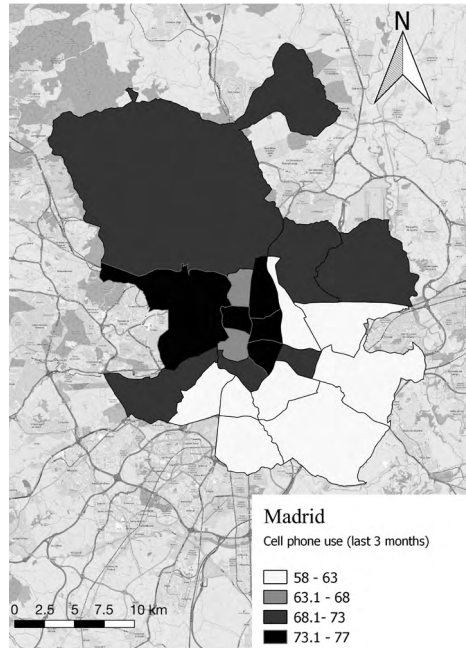 N
Madrid
Cell phone use (last 3 months)
58 - 63
63.1 - 68
68.1- 73
73.1 - 77
0 2.5 5 7.5 10 km